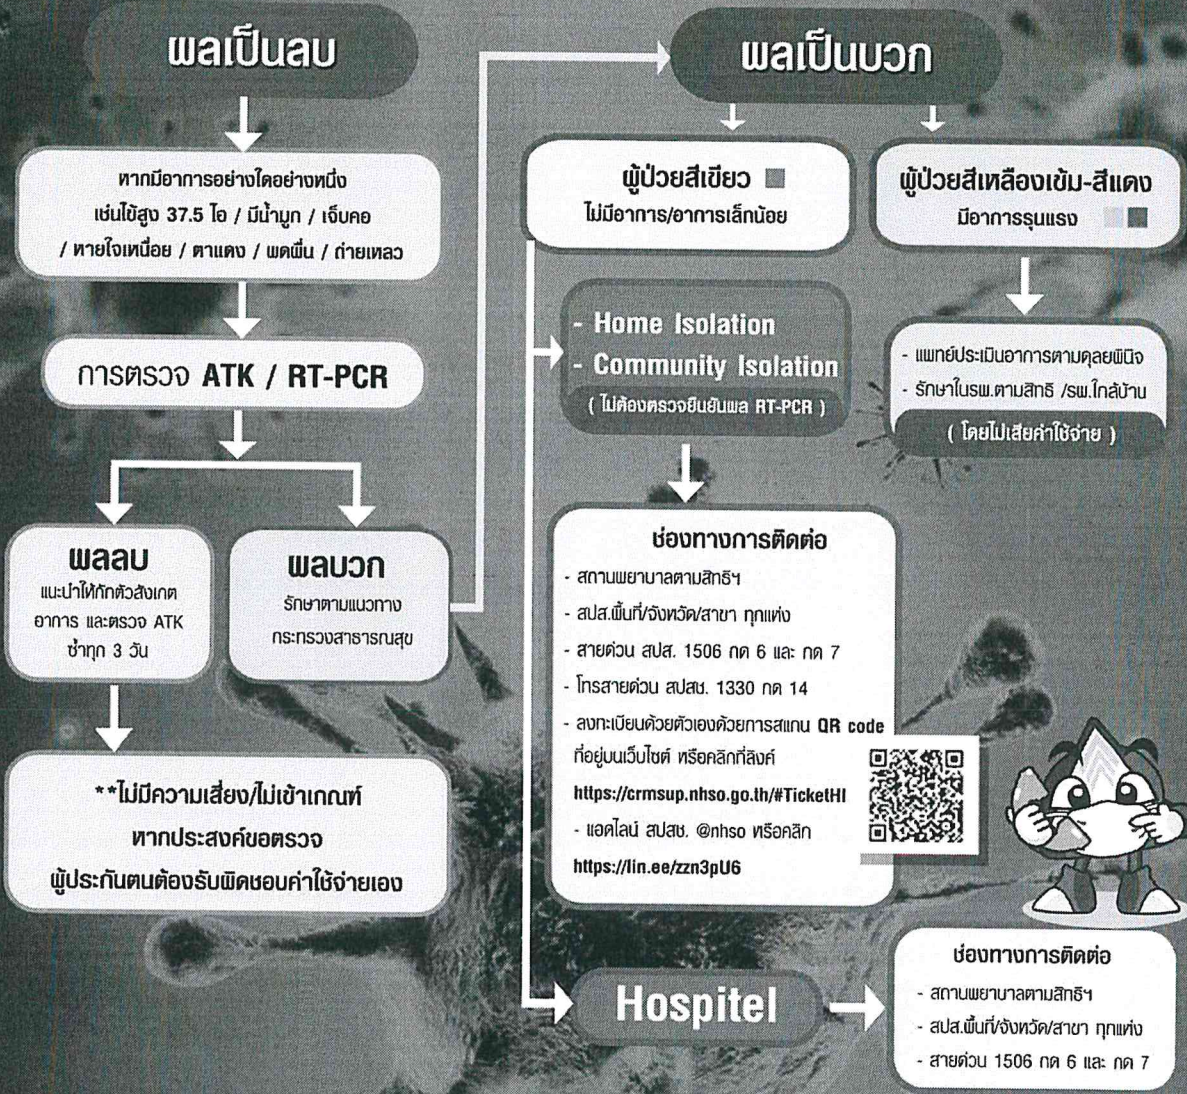 ผลเป็นลบ
หากมีอาการอย่างใดอย่างหนึ่ง
เช่นไข้สูง 37.5 ไอ / มีน้ำมูก / เจ็บคอ
/ หายใจเหนื่อย / ตาแดง / ผดผื่น / ถ่ายเหลว
การตรวจ ATK / RT-PCR
ผลลบ
แนะนำให้กักตัวสังเกต
อาการ และตรวจ ATK
ซ้ำทุก 3 วัน
ผลบวก
รักษาตามแนวทาง
กระทรวงสาธารณสุข
**ไม่มีความเสี่ยง/ไม่เข้าเกณฑ์
หากประสงค์ขอตรวจ
ผู้ประกันตนต้องรับผิดชอบค่าใช้จ่ายเอง
ผลเป็นบวก
ผู้ป่วยสีเขียว
ไม่มีอาการ/อาการเล็กน้อย
- Home Isolation
- Community Isolation
( ไม่ต้องตรวจยืนยันผล RT-PCR )
ช่องทางการติดต่อ
- สถานพยาบาลตามสิทธิฯ
- สปส.พื้นที่/จังหวัด/สาขา ทุกแห่ง
- สายด่วน สปส. 1506 กด 6 และ กด 7
- โทรสายด่วน สปสช. 1330 กด 14
- ลงทะเบียนด้วยตัวเองด้วยการสแกน QR code
ที่อยู่บนเว็บไซต์ หรือคลิกที่ลิงค์
https://crmsup.nhso.go.th/#TicketHI
- แอดไลน์ สปสช. @nhso หรือคลิก
https://lin.ee/zzn3pU6
ผู้ป่วยสีเหลืองเข้ม-สีแดง
มีอาการรุนแรง
- แพทย์ประเมินอาการตามดุลยพินิจ
- รักษาในรพ.ตามสิทธิ /รพ.ใกล้บ้าน
( โดยไม่เสียค่าใช้จ่าย )
Hospitel
ช่องทางการติดต่อ
- สถานพยาบาลตามสิทธิฯ
- สปส.พื้นที่/จังหวัด/สาขา ทุกแห่ง
- สายด่วน 1506 กด 6 และ กด 7